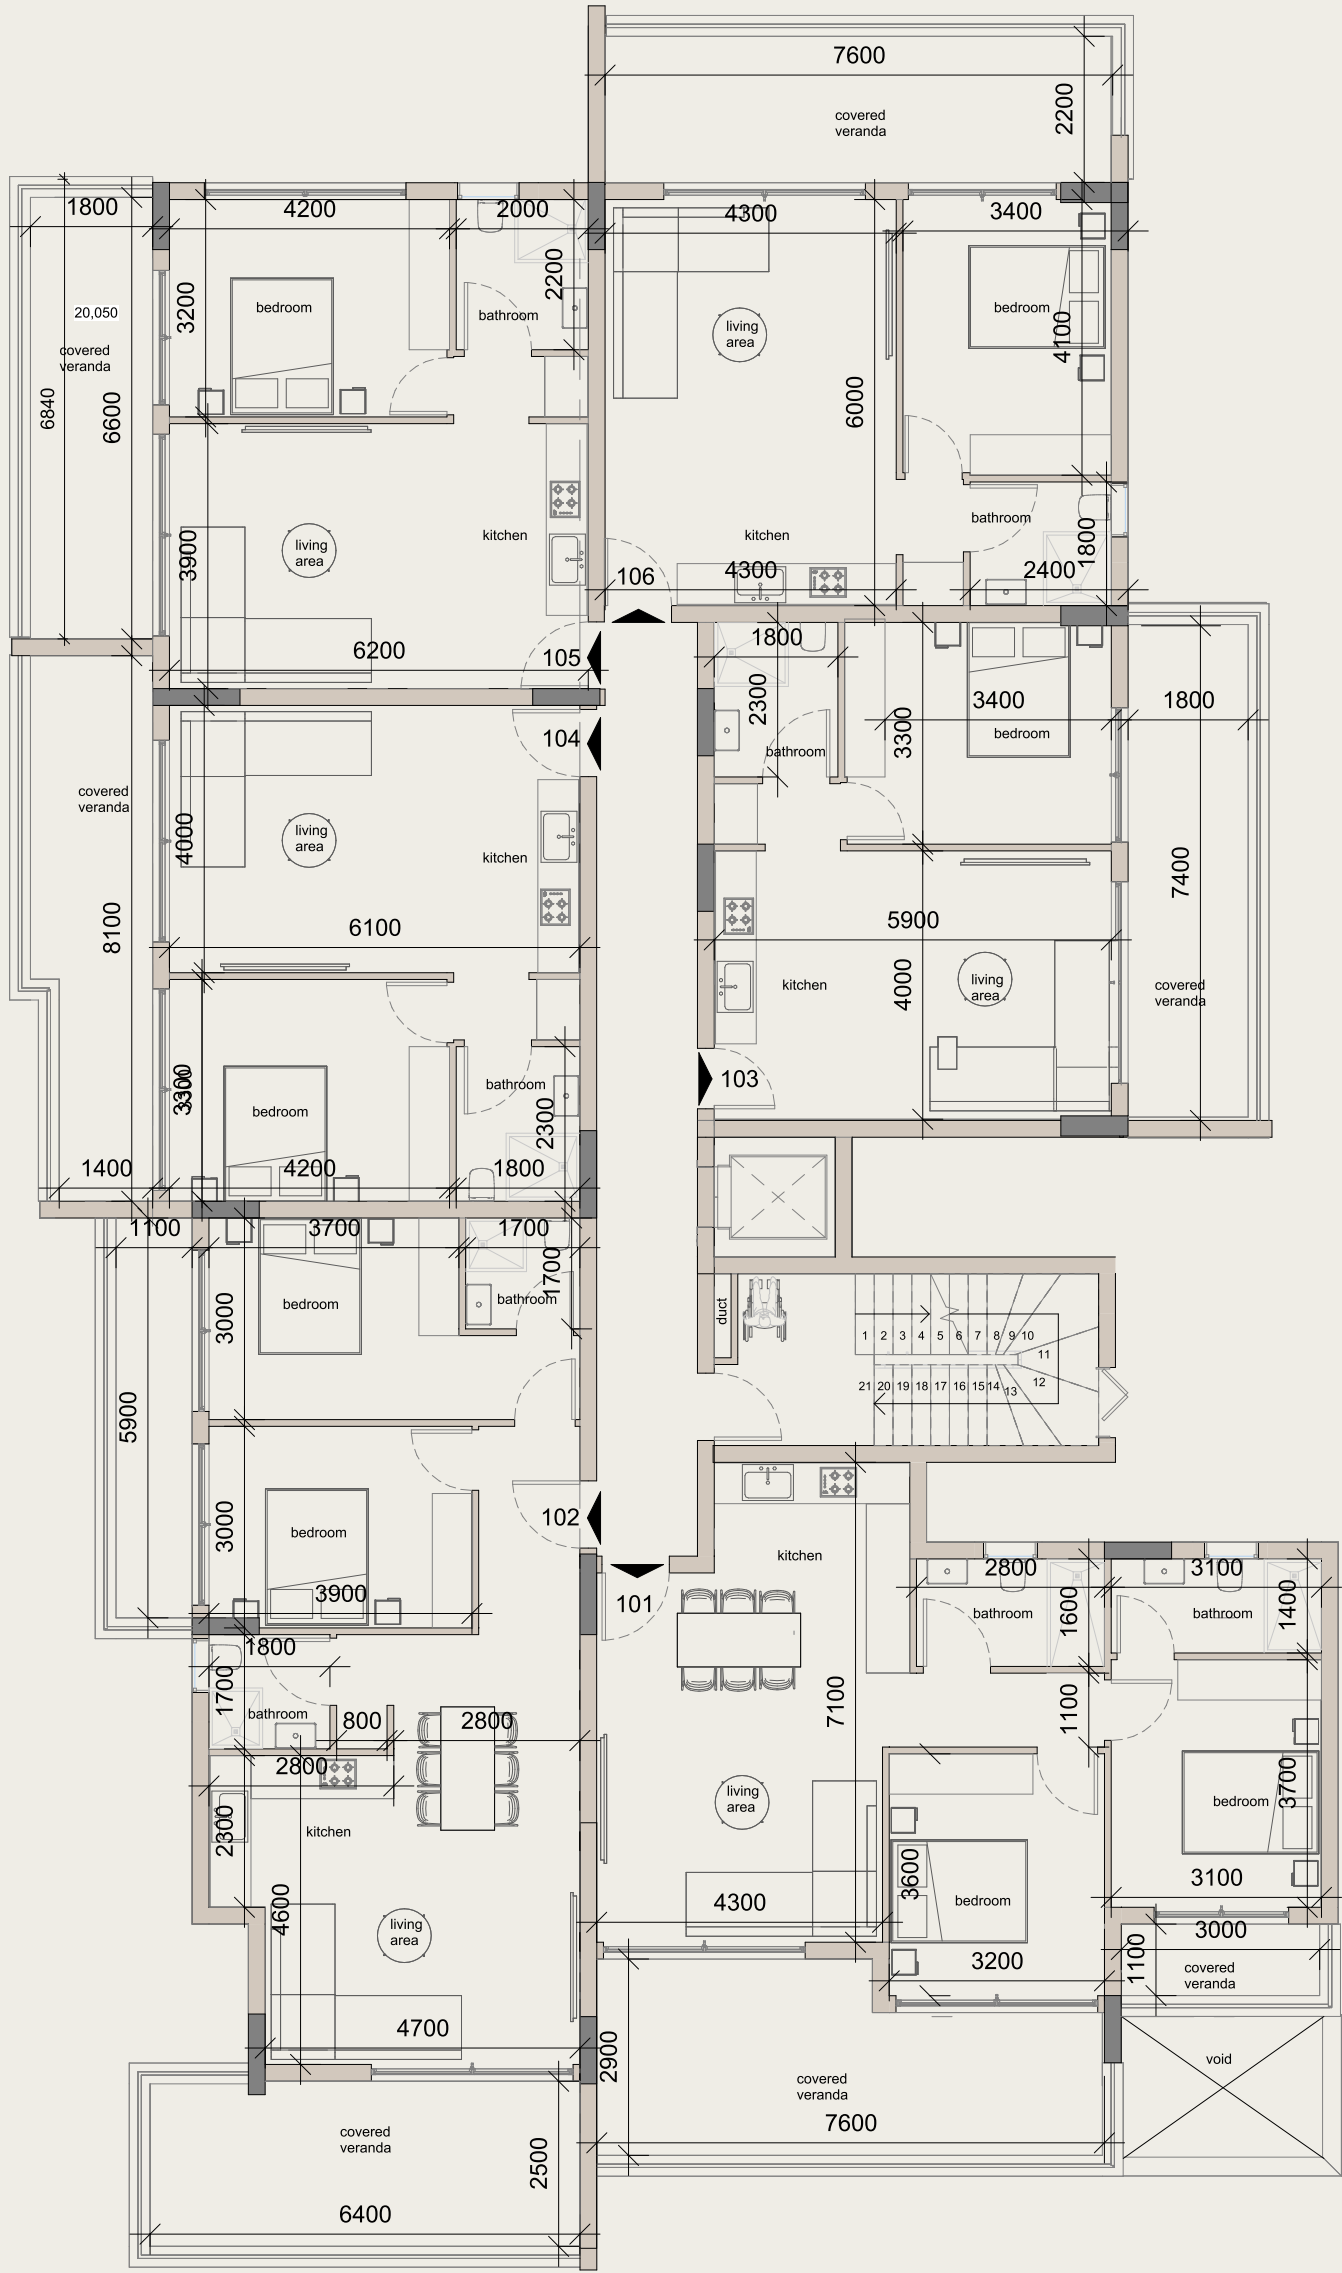 7600
2200
covered
veranda
1800
4200
2000
4300
3400
3200
2200
20,050
bedroom
bathroom
bedroom
covered
veranda
living
area
4100
6840
6600
6000
3900
living
area
kitchen
kitchen
bathroom
1800
106
4300
2400
6200
105
1800
2300
3300
3400
1800
bedroom
104
bathroom
covered
veranda
living
area
4000
kitchen
7400
8100
6100
5900
kitchen
4000
living
area
covered
veranda
3300
3300
bedroom
bathroom
2300
103
1400
4200
1800
1100
3700
1700
1700
3000
bedroom
bathroom
duct
1 2 3 4 5 6 7 8 9 10
11
12
21 20 19 18 17 16 15 14 13
5900
3000
bedroom
102
kitchen
3900
101
2800
3100
1600
1400
bathroom
bathroom
1800
1700
bathroom
800
2800
7100
1100
2800
2300
kitchen
living
area
3700
bedroom
4600
living
area
4300
3600
bedroom
3100
3000
1100
covered
veranda
3200
4700
2900
void
covered
veranda
7600
covered
veranda
2500
6400